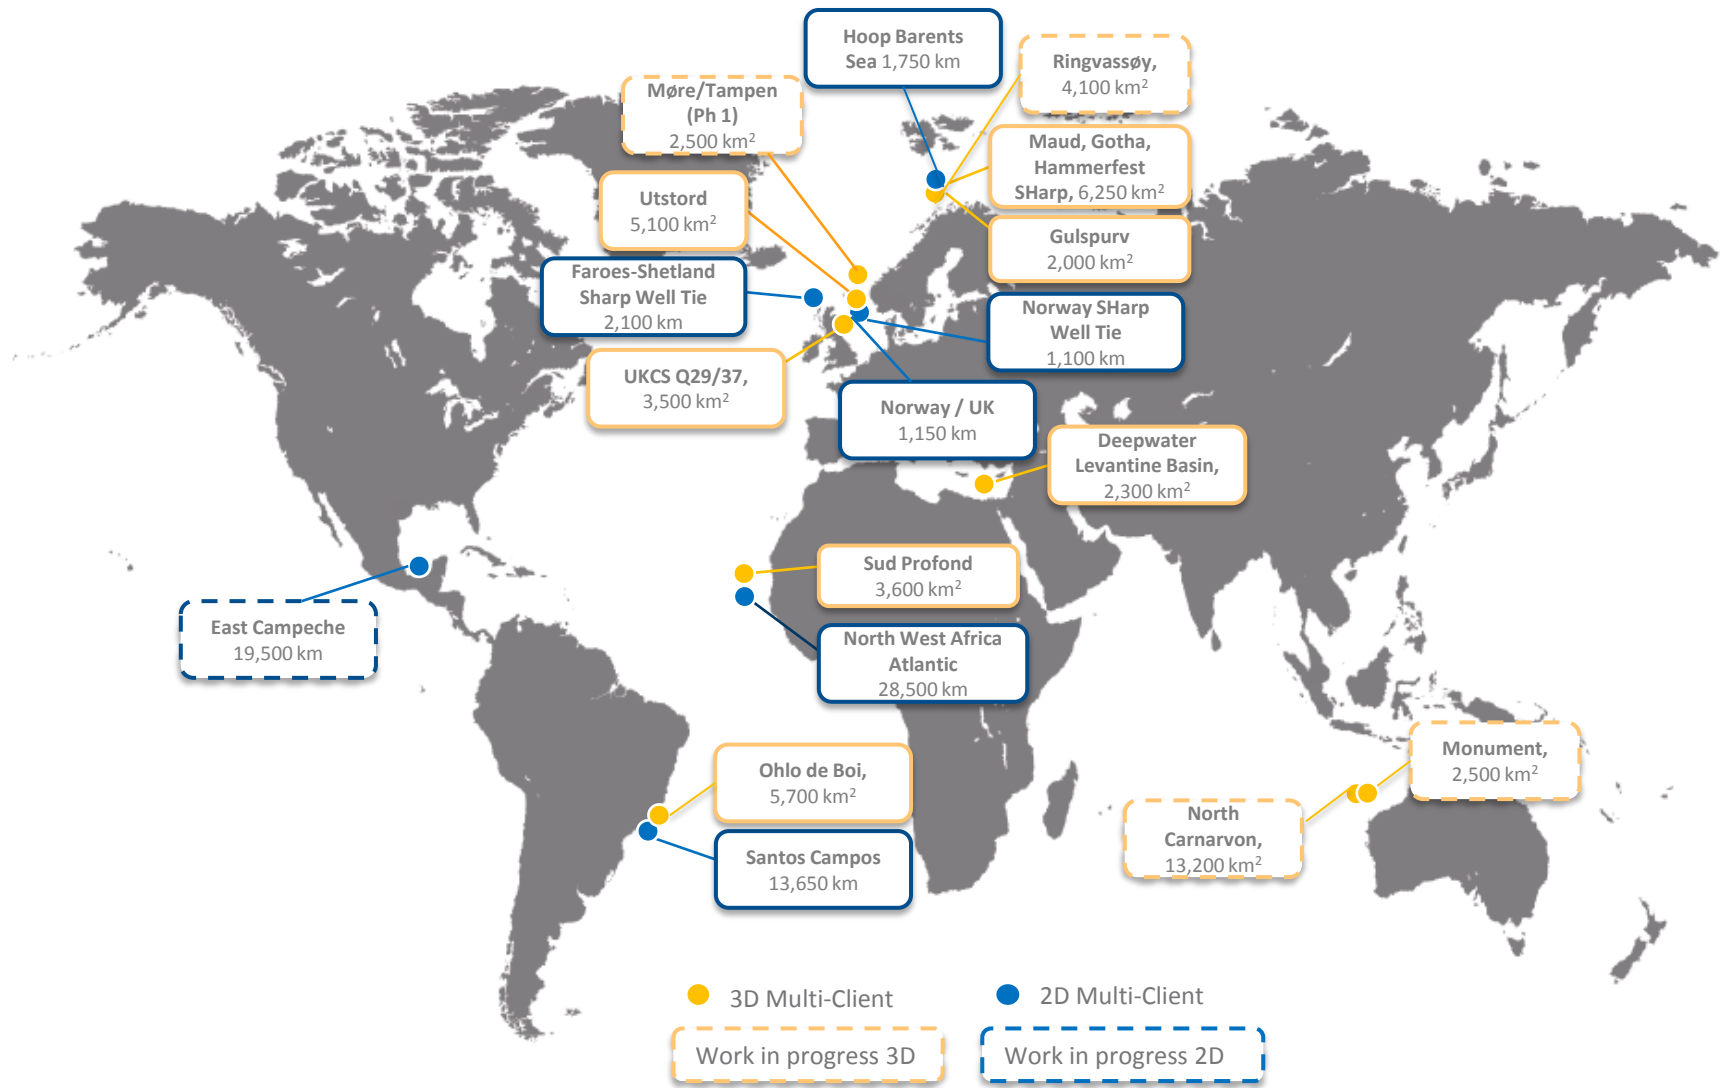 Hoop Barents
Sea 1,750 km
Ringvassøy,
4,100 km²
Møre/Tampen
(Ph 1)
2,500 km²
Maud, Gotha,
Hammerfest
SHarp, 6,250 km²
Utstord
5,100 km²
Gulspurv
2,000 km²
Faroes-Shetland
Sharp Well Tie
2,100 km
Norway SHarp
Well Tie
1,100 km
UKCS Q29/37,
3,500 km²
Norway / UK
1,150 km
Deepwater
Levantine Basin,
2,300 km²
Sud Profond
3,600 km²
East Campeche
19,500 km
North West Africa
Atlantic
28,500 km
Monument,
2,500 km²
Ohlo de Boi,
5,700 km²
North
Carnarvon,
13,200 km²
Santos Campos
13,650 km
3D Multi-Client
2D Multi-Client
Work in progress 3D
Work in progress 2D